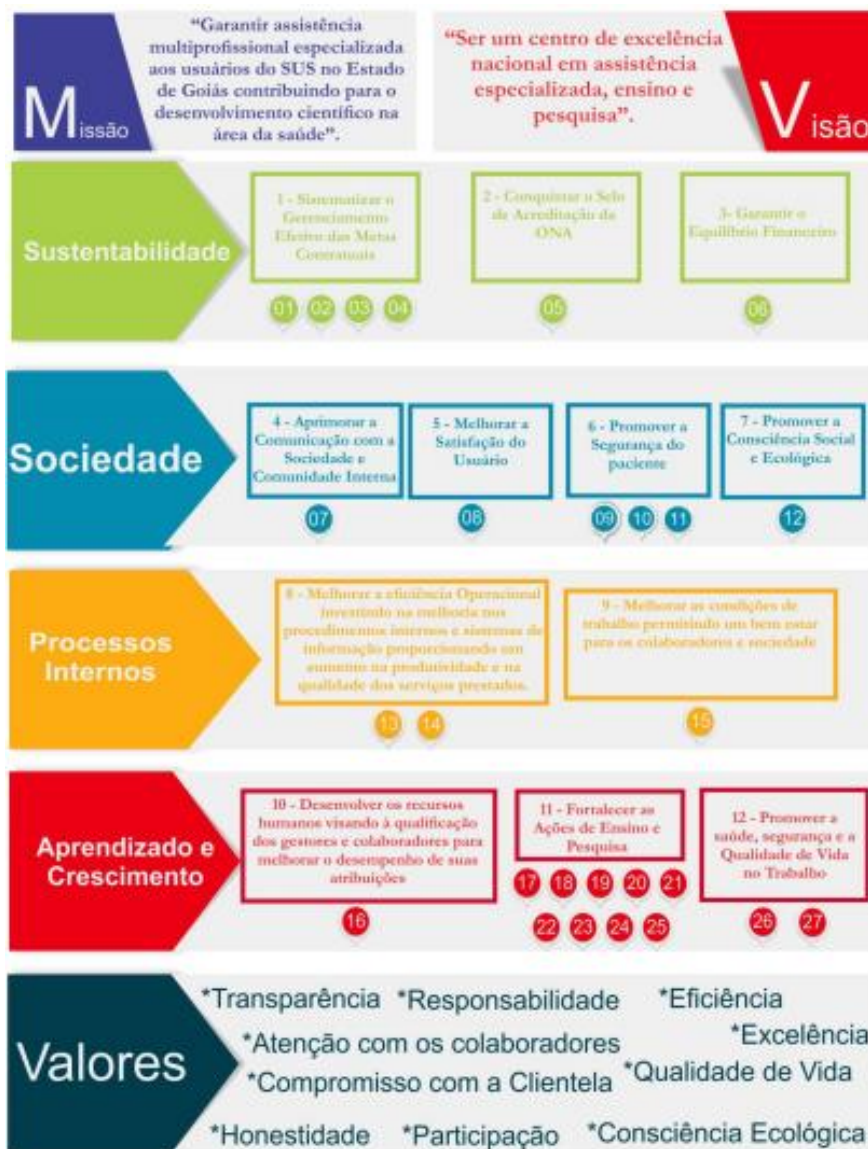 Missão
“Garantir assistência
multiprofissional especializada
aos usuários do SUS no Estado
de Goiás contribuindo para o
desenvolvimento científico na
área da saúde”.
“Ser um centro de excelência
nacional em assistência
especializada, ensino e
pesquisa”.
Visão
Sustentabilidade
1 - Sistematizar o
Gerenciamento
Efetivo das Metas
Contratuais
01 02 03 04
2 - Conquistar o Selo
de Acreditação da
ONA
05
3- Garantir o
Equilíbrio Financeiro
06
Sociedade
4 - Aprimorar a
Comunicação com a
Sociedade e
Comunidade Interna
07
5 - Melhorar a
Satisfação do
Usuário
08
6 - Promover a
Segurança do
paciente
09 10 11
7 - Promover a
Consciência Social
e Ecológica
12
Processos
Internos
8 - Melhorar a eficiência Operacional
investindo na melhoria nos
procedimentos internos e sistemas de
informação proporcionando um
aumento na produtividade e na
qualidade dos serviços prestados.
13 14
9 - Melhorar as condições de
trabalho permitindo um bem estar
para os colaboradores e sociedade
15
Aprendizado e
Crescimento
10 - Desenvolver os recursos
humanos visando à qualificação
dos gestores e colaboradores para
melhorar o desempenho de suas
atribuições
16
11 - Fortalecer as
Ações de Ensino e
Pesquisa
17 18 19 20 21
22 23 24 25
12 - Promover a
saúde, segurança e a
Qualidade de Vida
no Trabalho
26 27
Valores
*Transparência *Responsabilidade *Eficiência
*Atenção com os colaboradores *Excelência
*Compromisso com a Clientela *Qualidade de Vida
*Honestidade *Participação *Consciência Ecológica